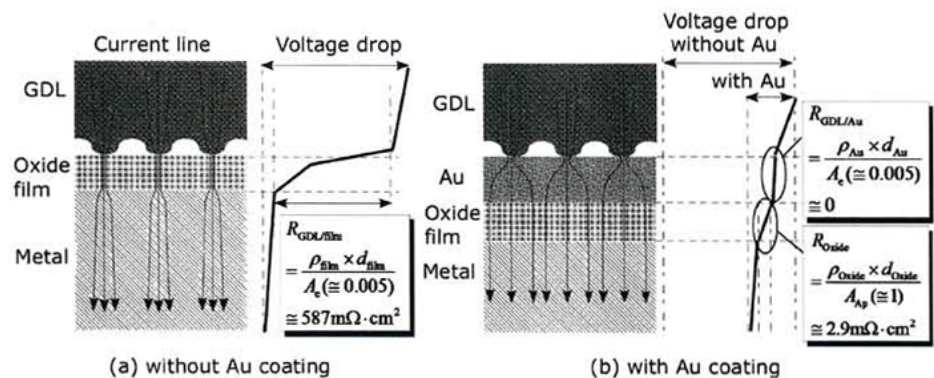 Current line
Voltage drop
GDL
Oxide
film
Metal
R_GDL/film
= ρ_film × d_film / A_c (≅ 0.005)
≅ 587mΩ·cm²
(a) without Au coating
Voltage drop
without Au
with Au
GDL
Au
Oxide
film
Metal
R_GDL/Au
= ρ_Au × d_Au / A_c (≅ 0.005)
≅ 0
R_Oxide
= ρ_Oxide × d_Oxide / A_Ap (≅ 1)
≅ 2.9mΩ·cm²
(b) with Au coating